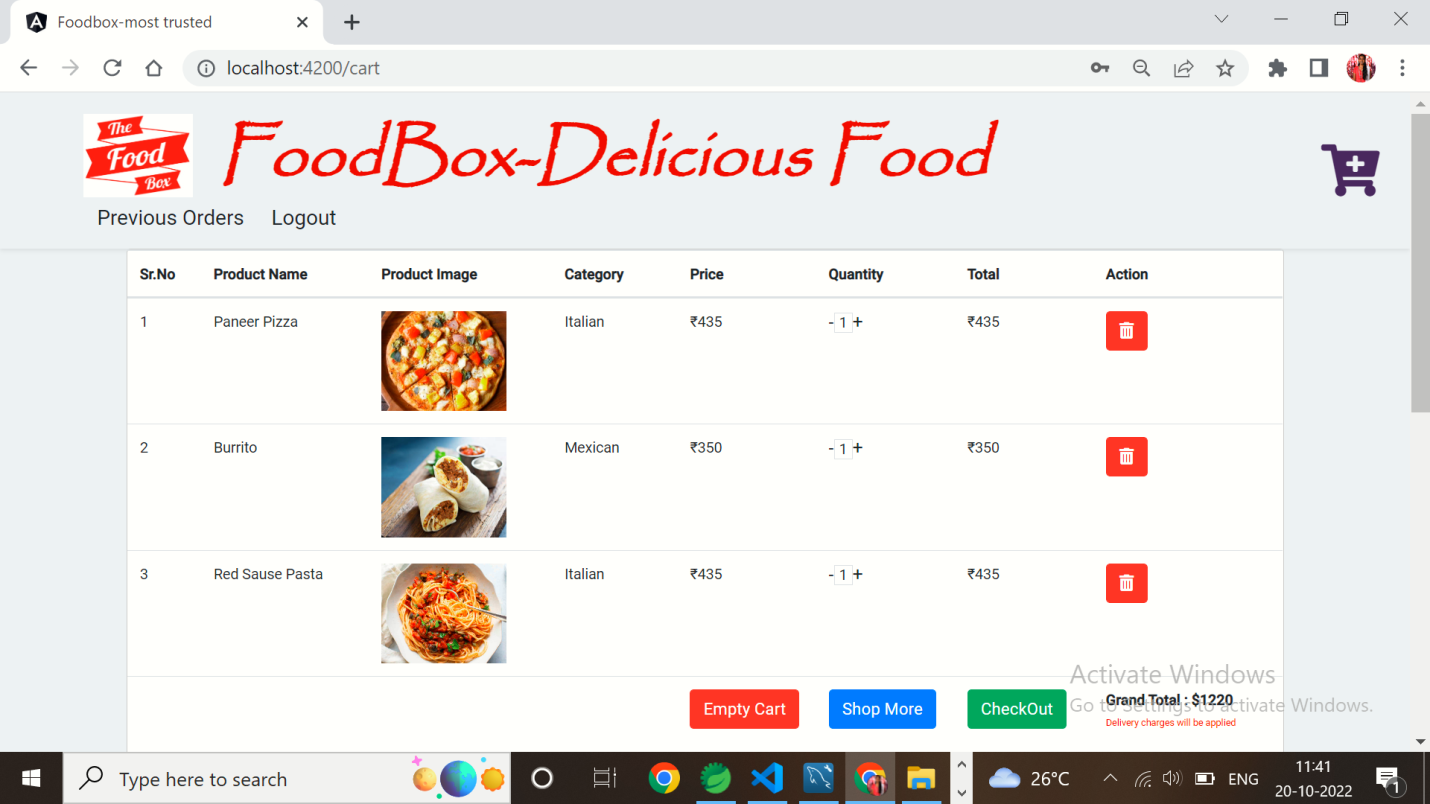 Foodbox-most trusted
localhost:4200/cart
The
Food
Box
FoodBox-Delicious Food
Previous Orders Logout
Sr.No Product Name Product Image Category Price Quantity Total Action
1 Paneer Pizza Italian ₹435 - 1 + ₹435
2 Burrito Mexican ₹350 - 1 + ₹350
3 Red Sause Pasta Italian ₹435 - 1 + ₹435
Activate Windows
Empty Cart Shop More CheckOut Grand Total : $1220
Go to Settings to activate Windows.
Delivery charges will be applied
Type here to search
26°C
ENG
11:41
20-10-2022
1